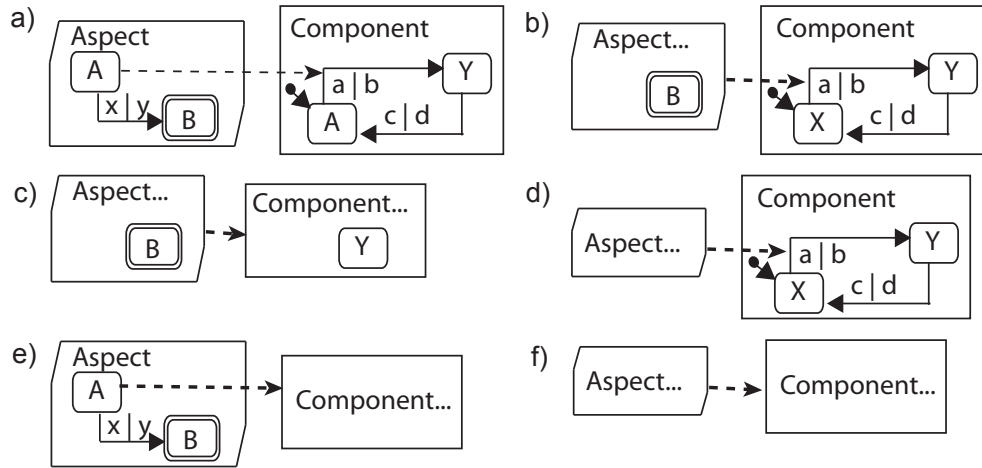 a)
Aspect
A
x | y
B
Component
Y
a | b
A
c | d
b)
Aspect...
B
Component
Y
a | b
X
c | d
c)
Aspect...
B
Component...
Y
d)
Aspect...
Component
Y
a | b
X
c | d
e)
Aspect
A
x | y
B
Component...
f)
Aspect...
Component...